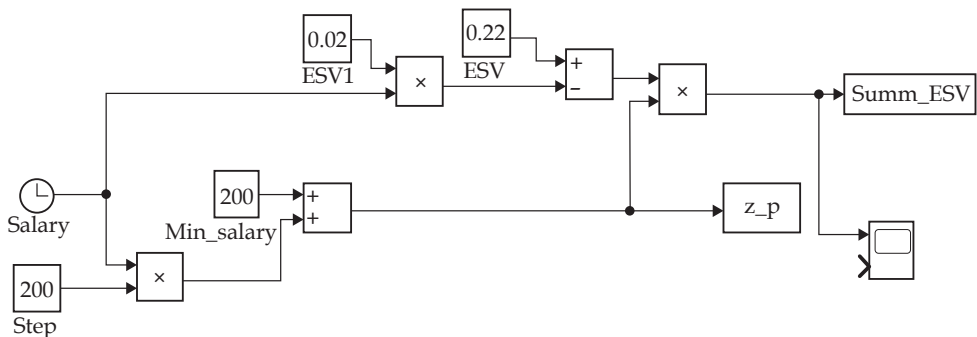 0.02
ESV1
×
0.22
ESV
+
−
×
Summ_ESV
Salary
200
Min_salary
+
+
z_p
200
Step
×